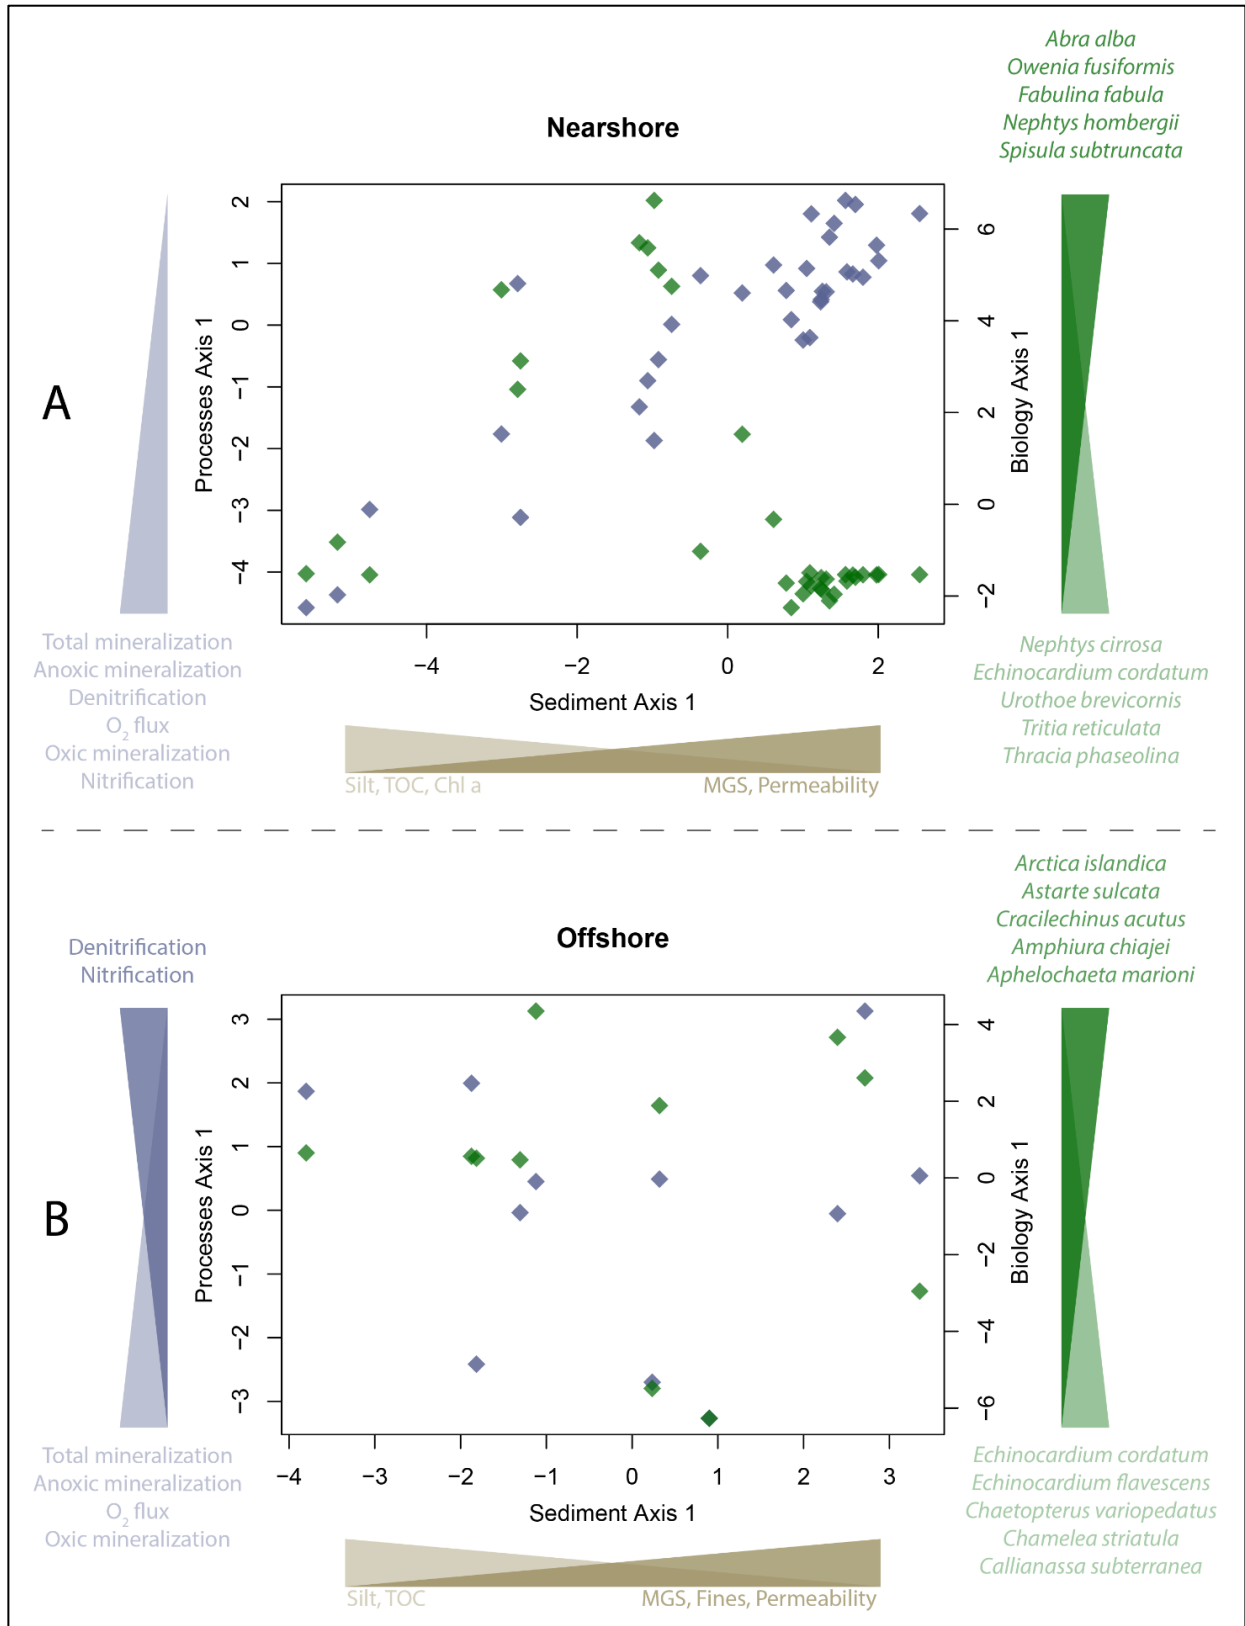 Abra alba
Owenia fusiformis
Fabulina fabula
Nephtys hombergii
Spisula subtruncata
Nearshore
A
Processes Axis 1
2
1
0
−1
−2
−3
−4
6
4
2
0
−2
Biology Axis 1
−4
−2
0
2
Sediment Axis 1
Silt, TOC, Chl a
MGS, Permeability
Total mineralization
Anoxic mineralization
Denitrification
O2 flux
Oxic mineralization
Nitrification
Nephtys cirrosa
Echinocardium cordatum
Urothoe brevicornis
Tritia reticulata
Thracia phaseolina
Arctica islandica
Astarte sulcata
Cracilechinus acutus
Amphiura chiajei
Aphelochaeta marioni
Denitrification
Nitrification
Offshore
B
Processes Axis 1
3
2
1
0
−1
−2
−3
4
2
0
−2
−4
−6
Biology Axis 1
−4
−3
−2
−1
0
1
2
3
Sediment Axis 1
Silt, TOC
MGS, Fines, Permeability
Total mineralization
Anoxic mineralization
O2 flux
Oxic mineralization
Echinocardium cordatum
Echinocardium flavescens
Chaetopterus variopedatus
Chamelea striatula
Callianassa subterranea